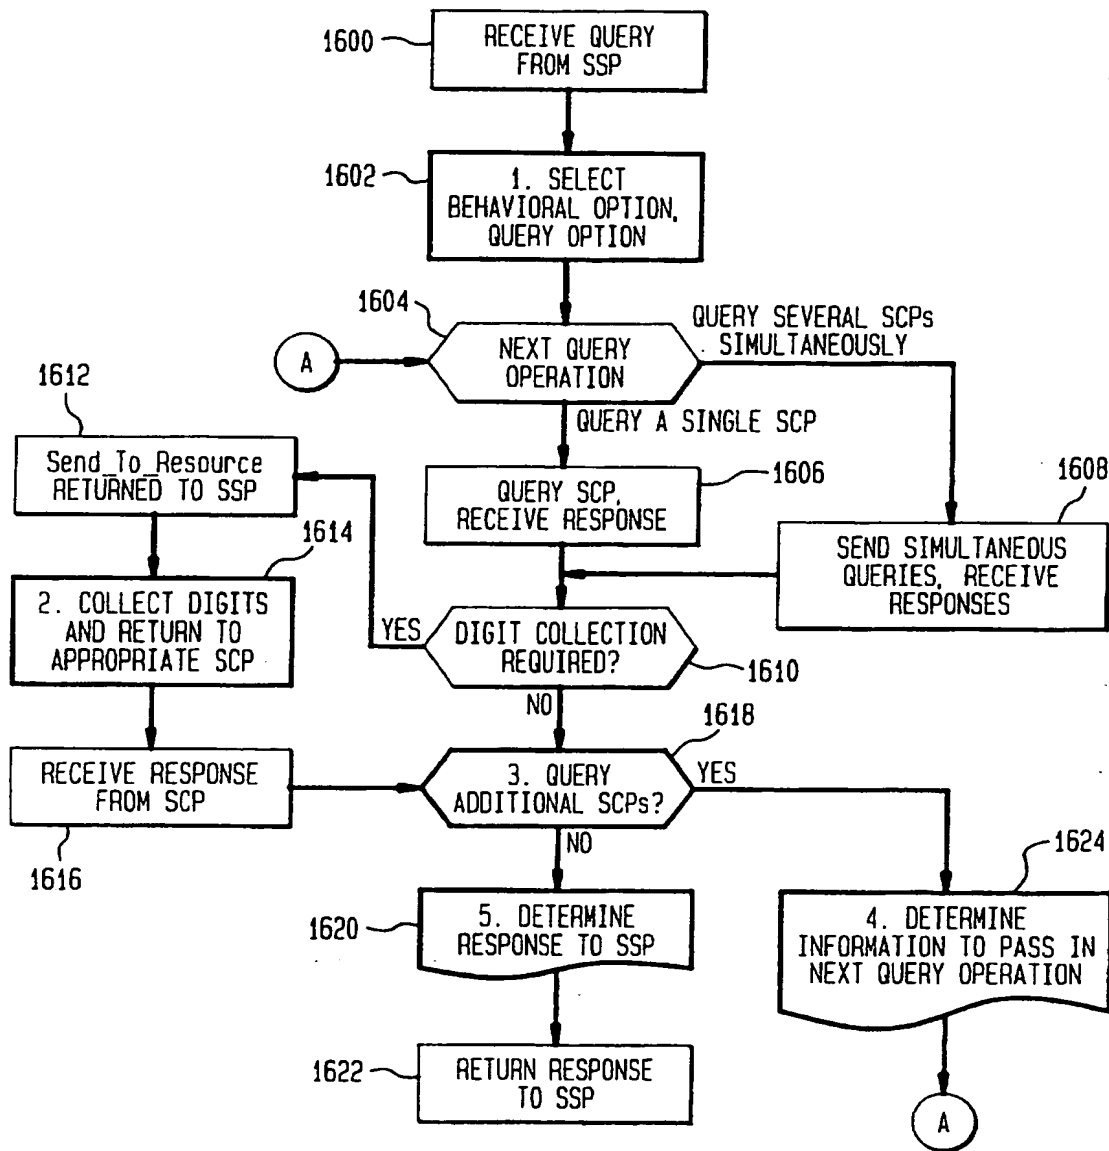 1600
RECEIVE QUERY
FROM SSP
1602
1. SELECT
BEHAVIORAL OPTION,
QUERY OPTION
1604
QUERY SEVERAL SCPs
SIMULTANEOUSLY
A
NEXT QUERY
OPERATION
1612
QUERY A SINGLE SCP
Send_To_Resource
RETURNED TO SSP
QUERY SCP,
RECEIVE RESPONSE
1606
1608
SEND SIMULTANEOUS
QUERIES, RECEIVE
RESPONSES
1614
2. COLLECT DIGITS
AND RETURN TO
APPROPRIATE SCP
YES
DIGIT COLLECTION
REQUIRED?
1610
NO
1618
RECEIVE RESPONSE
FROM SCP
1616
3. QUERY
ADDITIONAL SCPs?
YES
NO
1624
1620
5. DETERMINE
RESPONSE TO SSP
4. DETERMINE
INFORMATION TO PASS IN
NEXT QUERY OPERATION
1622
RETURN RESPONSE
TO SSP
A